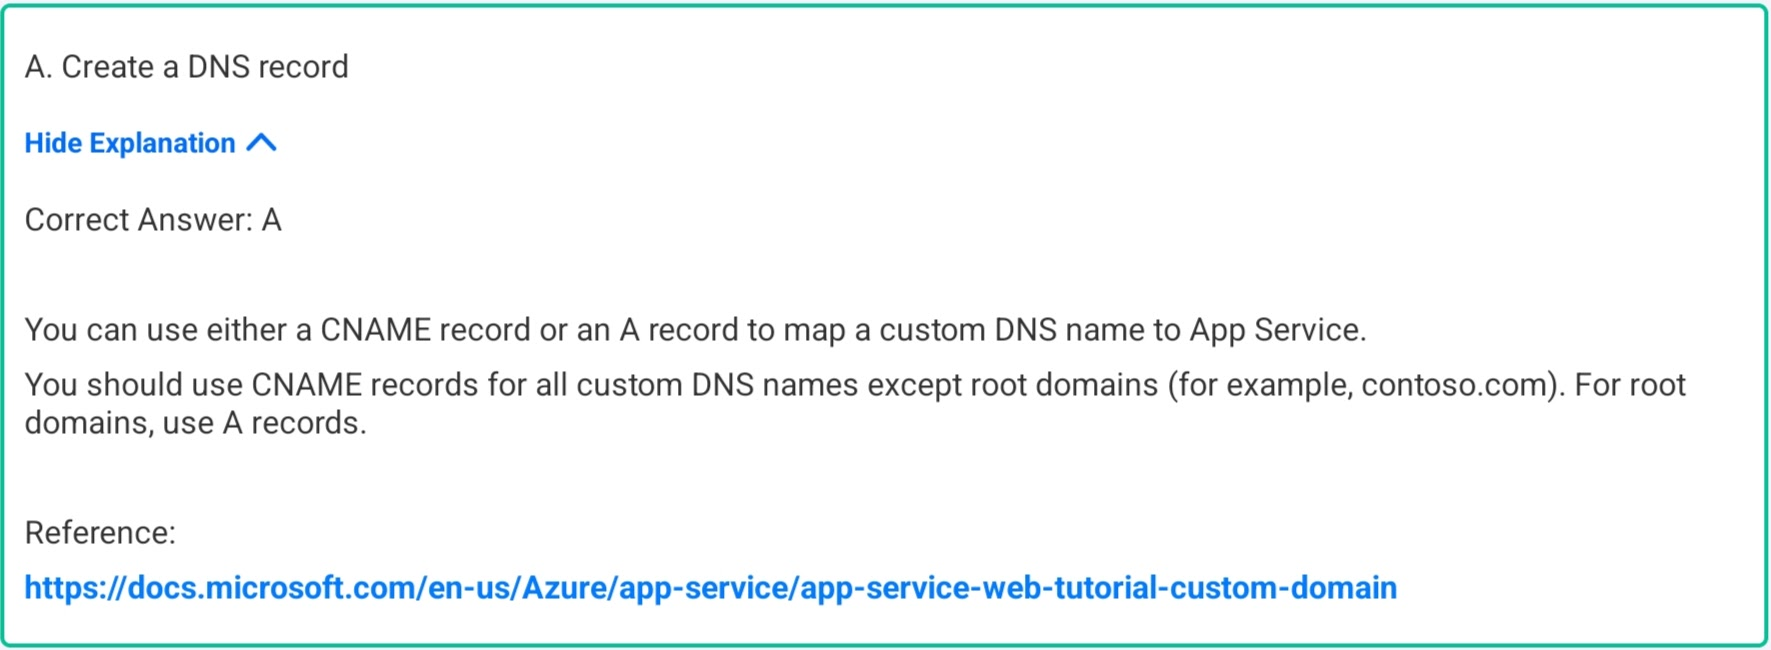 A. Create a DNS record
Hide Explanation
Correct Answer: A
You can use either a CNAME record or an A record to map a custom DNS name to App Service.
You should use CNAME records for all custom DNS names except root domains (for example, contoso.com). For root
domains, use A records.
Reference:
https://docs.microsoft.com/en-us/Azure/app-service/app-service-web-tutorial-custom-domain